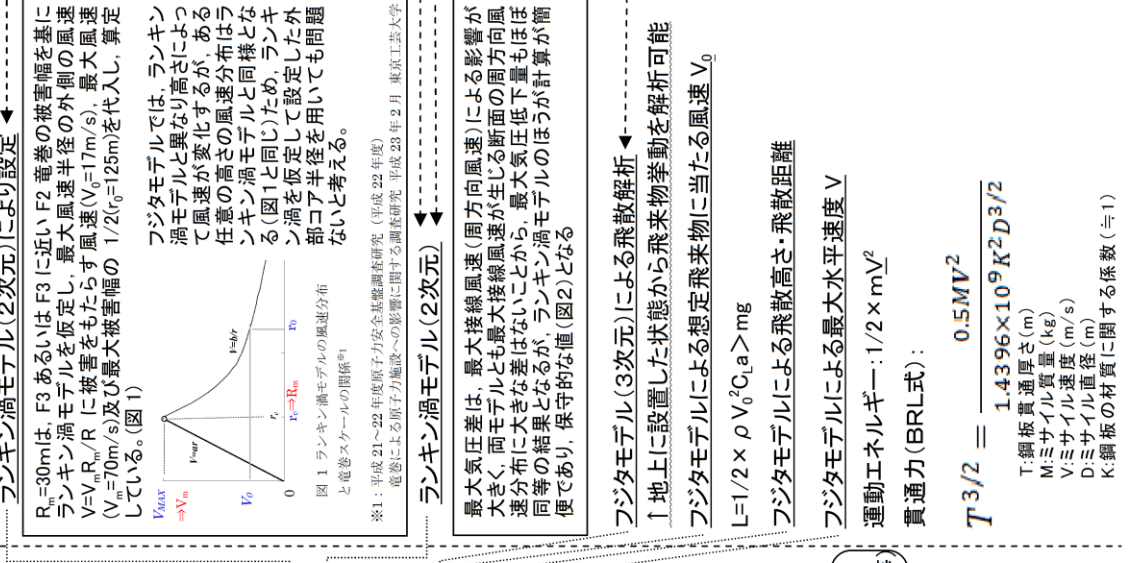 ランキン渦モデル(2次元)により設定
Rm=30mは,F3 あるいは F3 に近い F2 竜巻の被害幅を基に
ランキン渦モデルを仮定し,最大風速半径の外側の風速
V=VmRm/R に被害をもたらす風速(V0=17m/s),最大風速
(Vm=70m/s)及び最大被害幅の 1/2(r0=125m)を代入し,算定
している。(図 1)
VMAX
⇒Vm
V0
0
V=ωr
V=b/r
rc
rc⇒Rm
r0
図 1 ランキン渦モデルの風速分布
と竜巻スケールの関係※1
フジタモデルでは,ランキン
渦モデルと異なり高さによっ
て風速が変化するが,ある
任意の高さの風速分布はラ
ンキン渦モデルと同様とな
る(図1と同じ)ため,ランキ
ン渦を仮定して設定した外
部コア半径を用いても問題
ないと考える。
※1:平成 21~22 年度原子力安全基盤調査研究(平成 22 年度)
竜巻による原子力施設への影響に関する調査研究 平成 23 年 2 月 東京工芸大学
ランキン渦モデル(2次元)
最大気圧差は,最大接線風速(周方向風速)による影響が
大きく,両モデルとも最大接線風速が生じる断面の周方向風
速分布に大きな差はないことから,最大気圧低下量もほぼ
同等の結果となるが,ランキン渦モデルのほうが計算が簡
便であり,保守的な値(図2)となる
フジタモデル(3次元)による飛散解析
↑地上に設置した状態から飛来物挙動を解析可能
フジタモデルによる想定飛来物に当たる風速 V0
L=1/2×ρV0²CLa>mg
フジタモデルによる飛散高さ・飛散距離
フジタモデルによる最大水平速度 V
運動エネルギー:1/2×mV²
貫通力(BRL式):
T^3/2 = 0.5MV² / 1.4396×10⁹K²D^3/2
T:鋼板貫通厚さ(m)
M:ミサイル質量(kg)
V:ミサイル速度(m/s)
D:ミサイル直径(m)
K:鋼板の材質に関する係数(≒1)